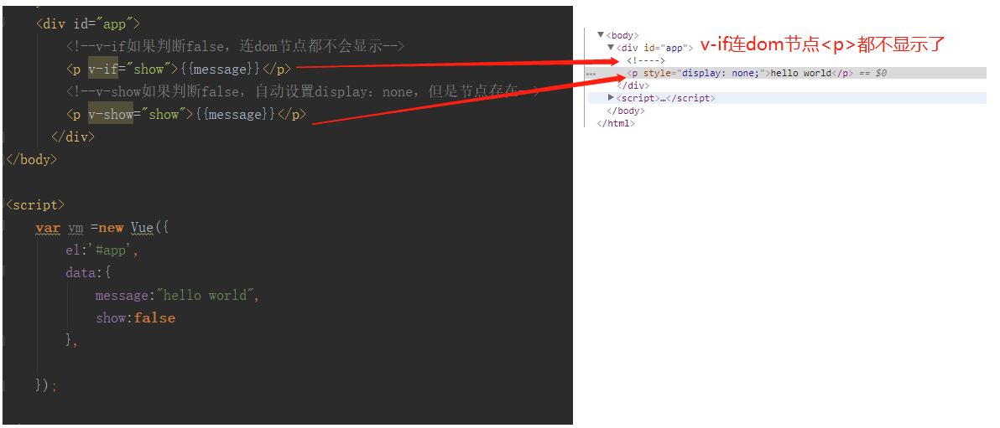 <div id="app">
<!--v-if如果判断false，连dom节点都不会显示-->
<p v-if="show">{{message}}</p>
<!--v-show如果判断false，自动设置display：none，但是节点存在-->
<p v-show="show">{{message}}</p>
</div>
</body>
<script>
var vm =new Vue({
el:'#app',
data:{
message:"hello world",
show:false
},
});
▼<body>
▼<div id="app">
v-if连dom节点<p>都不显示了
<!---->
<p style="display: none;">hello world</p> == $0
</div>
▶<script>…</script>
</body>
</html>